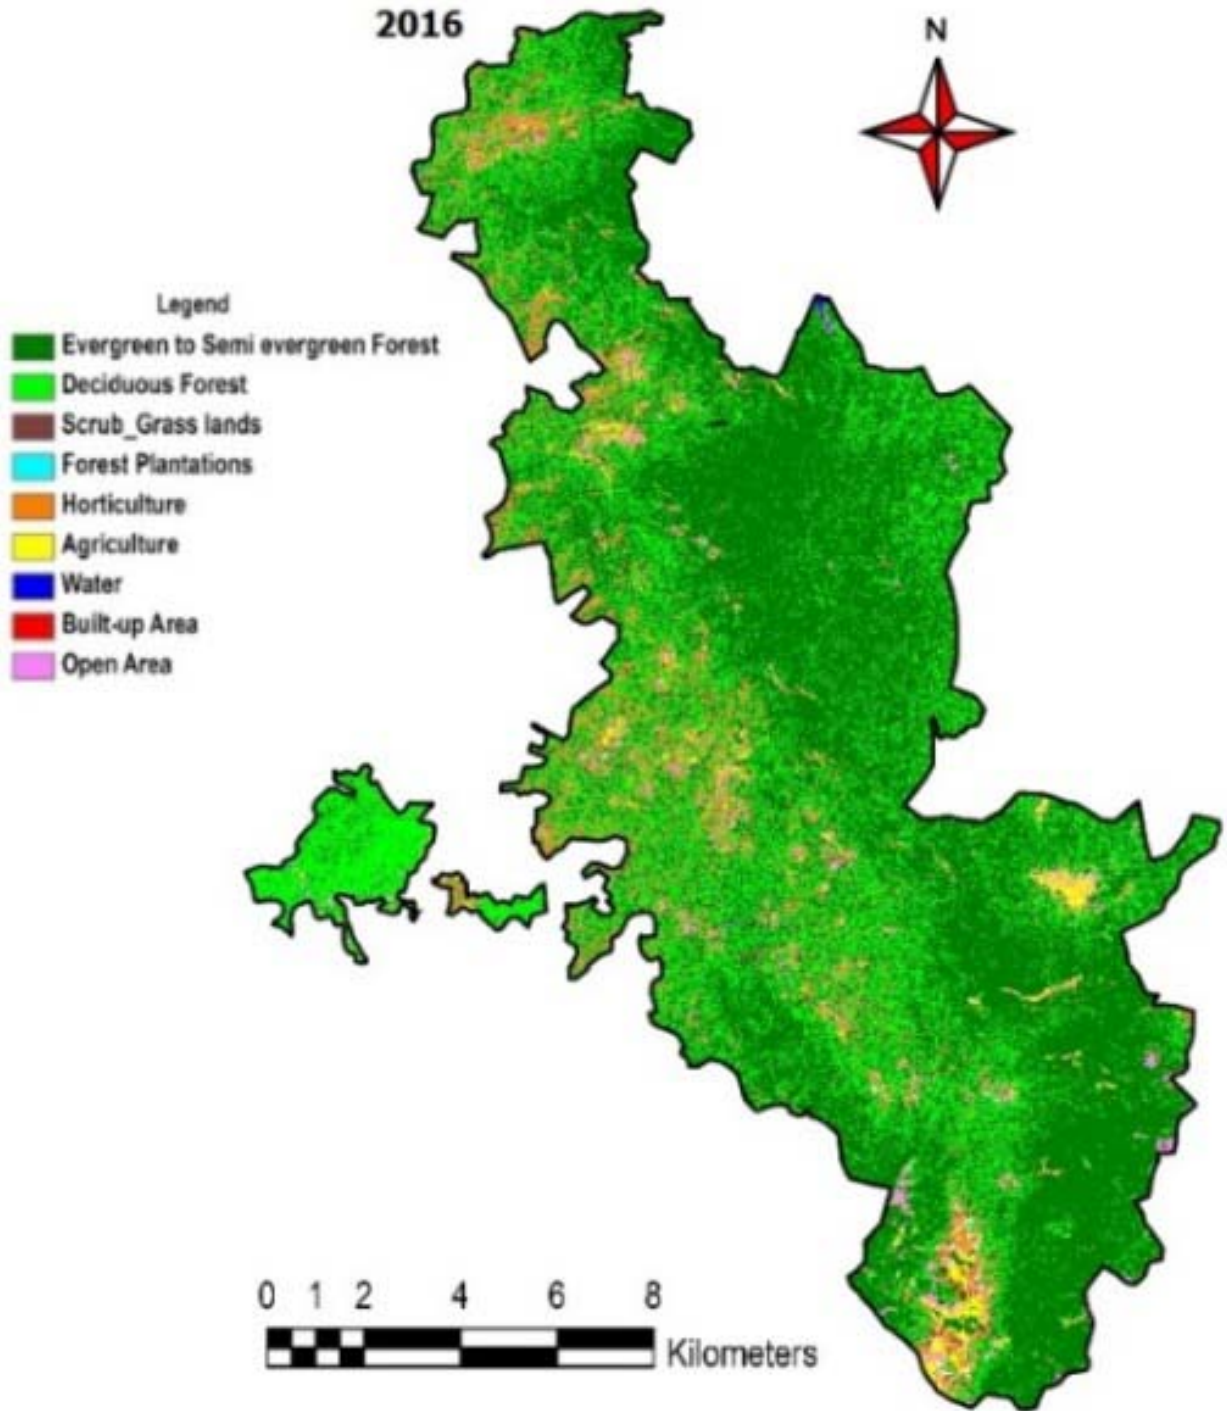 2016
N
Legend
Evergreen to Semi evergreen Forest
Deciduous Forest
Scrub_Grass lands
Forest Plantations
Horticulture
Agriculture
Water
Built-up Area
Open Area
0 1 2 4 6 8
Kilometers